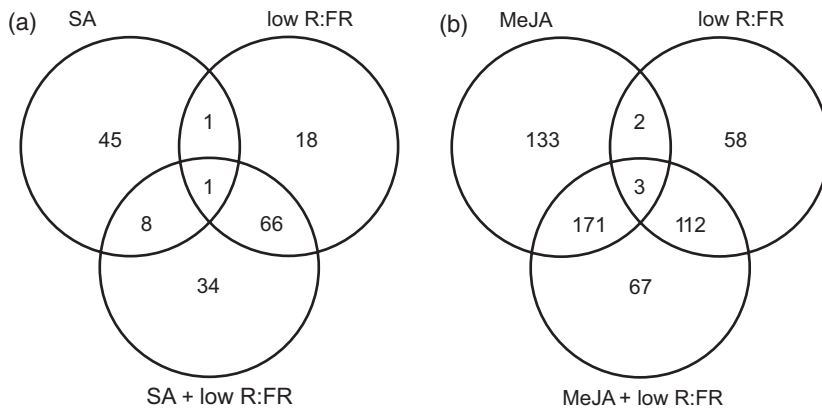 (a) SA low R:FR
45 1 18
1
8 66
34
SA + low R:FR
(b) MeJA low R:FR
133 2 58
3
171 112
67
MeJA + low R:FR